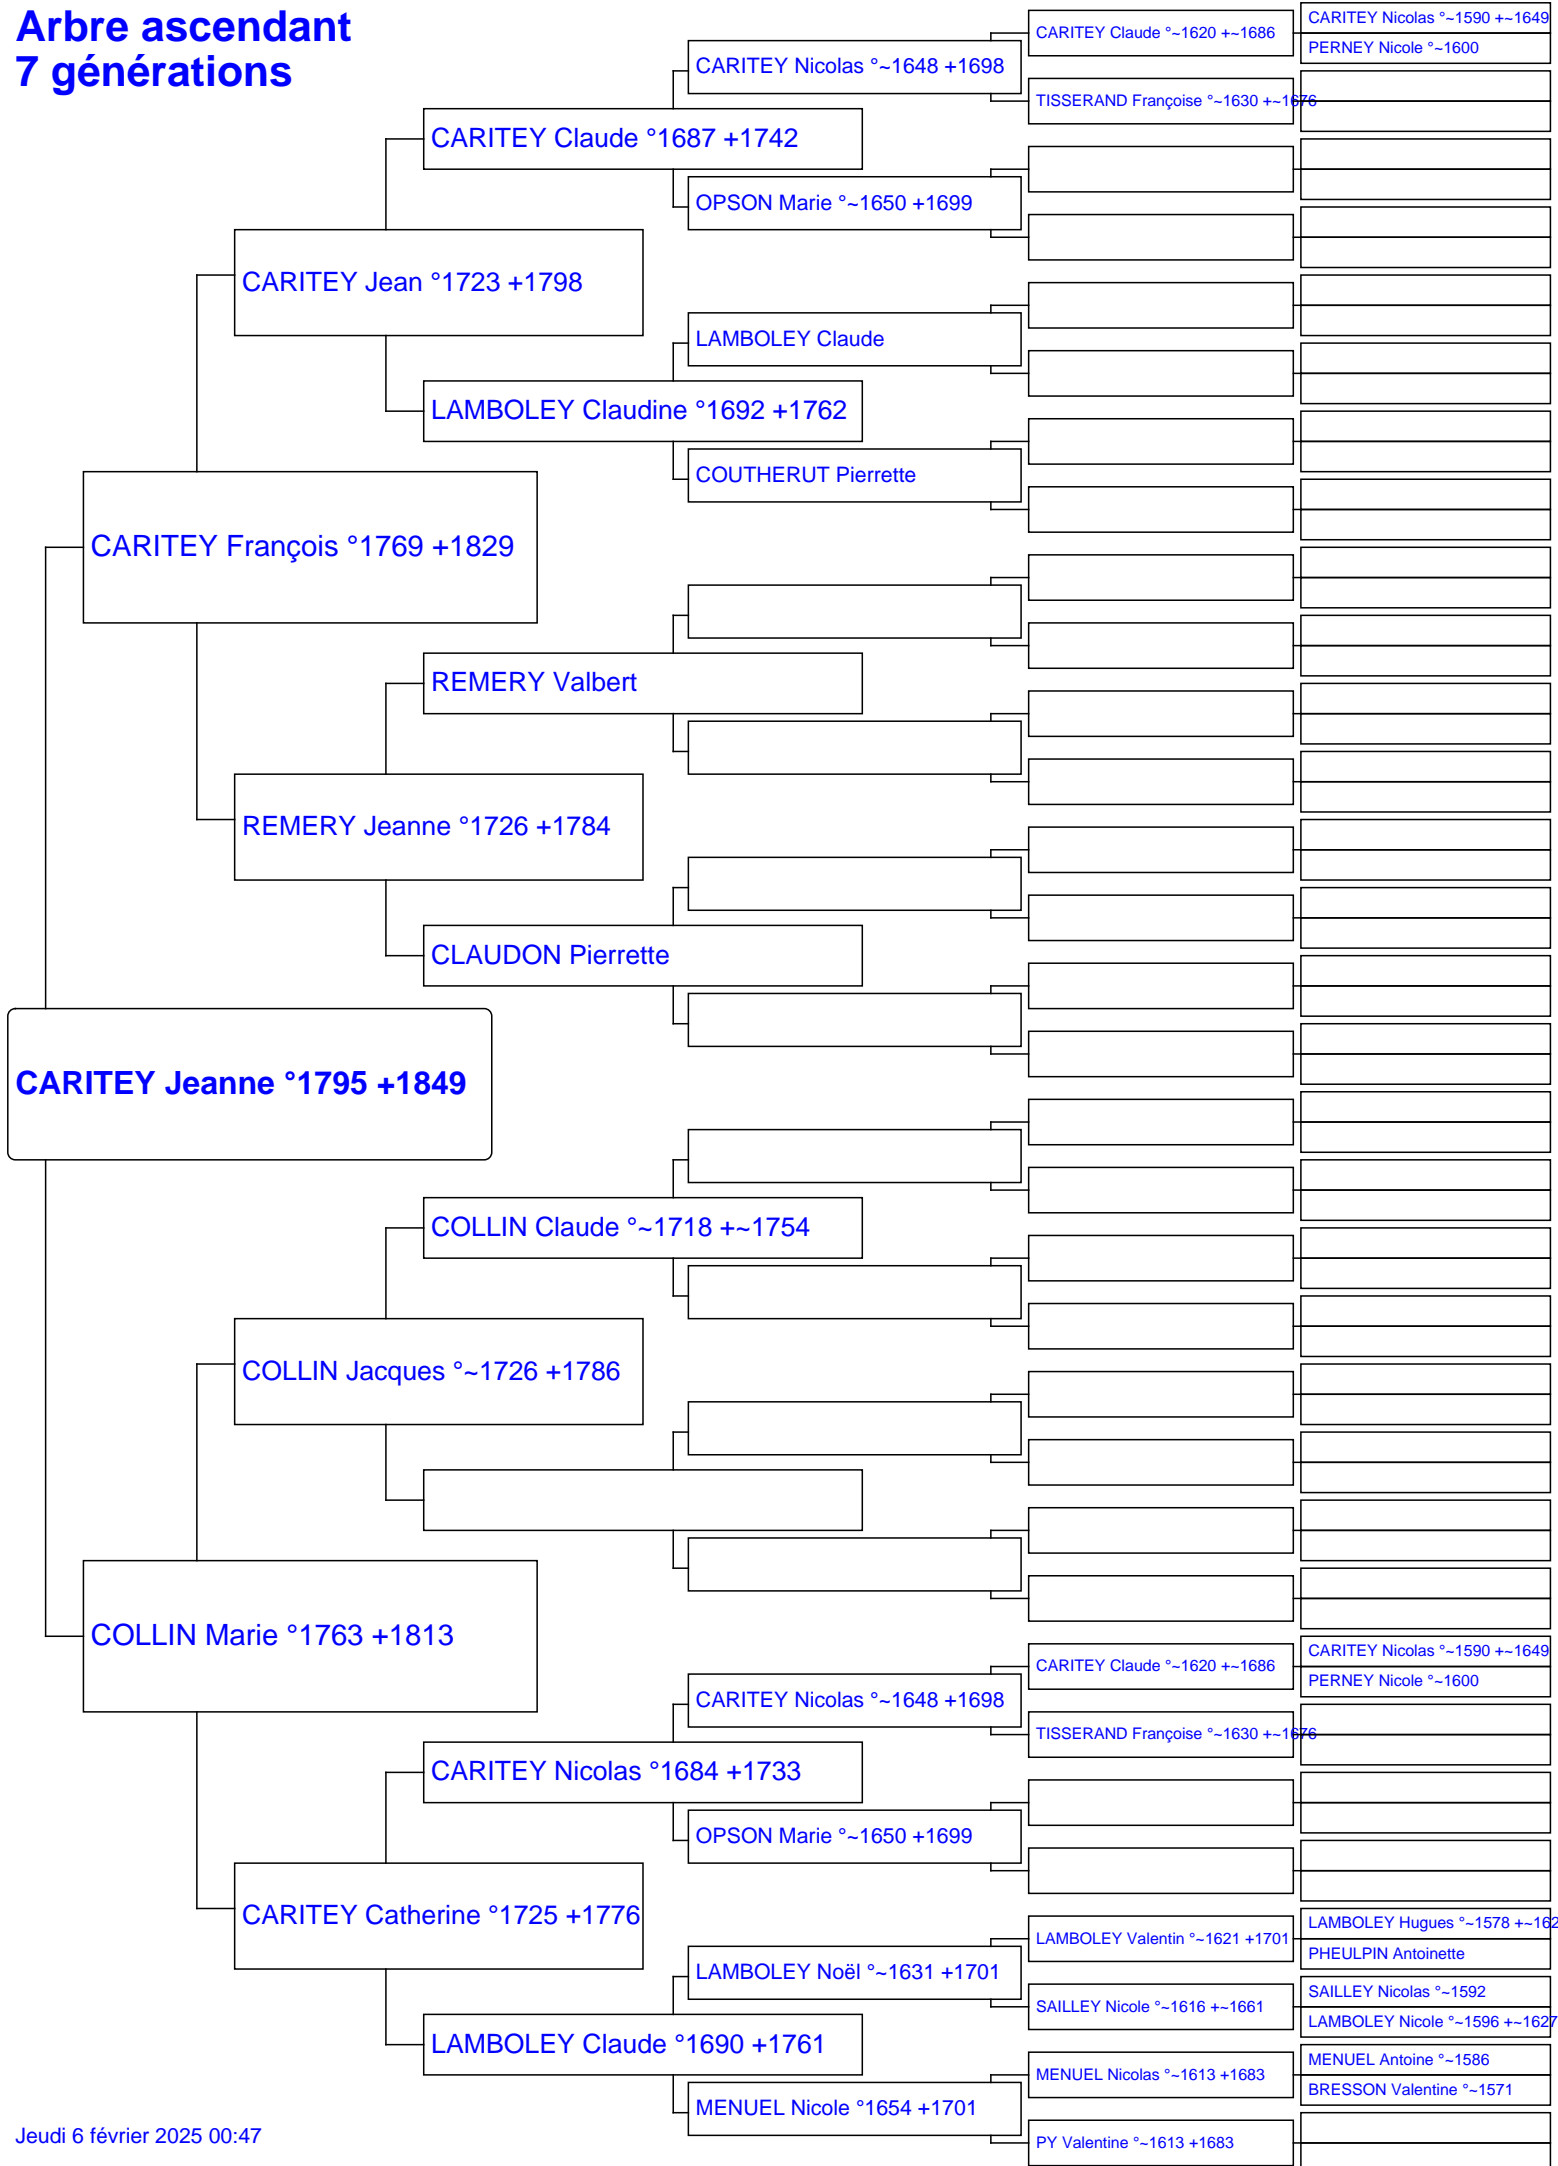 Arbre ascendant
7 générations
CARITEY Jeanne °1795 +1849
CARITEY François °1769 +1829
COLLIN Marie °1763 +1813
CARITEY Jean °1723 +1798
REMERY Jeanne °1726 +1784
COLLIN Jacques °~1726 +1786
CARITEY Catherine °1725 +1776
CARITEY Claude °1687 +1742
LAMBOLEY Claudine °1692 +1762
REMERY Valbert
CLAUDON Pierrette
COLLIN Claude °~1718 +~1754
CARITEY Nicolas °1684 +1733
LAMBOLEY Claude °1690 +1761
CARITEY Nicolas °~1648 +1698
OPSON Marie °~1650 +1699
LAMBOLEY Claude
COUTHERUT Pierrette
CARITEY Nicolas °~1648 +1698
OPSON Marie °~1650 +1699
LAMBOLEY Noël °~1631 +1701
MENUEL Nicole °1654 +1701
CARITEY Claude °~1620 +~1686
TISSERAND Françoise °~1630 +~1676
CARITEY Claude °~1620 +~1686
TISSERAND Françoise °~1630 +~1676
LAMBOLEY Valentin °~1621 +1701
SAILLEY Nicole °~1616 +~1661
MENUEL Nicolas °~1613 +1683
PY Valentine °~1613 +1683
CARITEY Nicolas °~1590 +~1649
PERNEY Nicole °~1600
CARITEY Nicolas °~1590 +~1649
PERNEY Nicole °~1600
LAMBOLEY Hugues °~1578 +~162
PHEULPIN Antoinette
SAILLEY Nicolas °~1592
LAMBOLEY Nicole °~1596 +~1627
MENUEL Antoine °~1586
BRESSON Valentine °~1571
Jeudi 6 février 2025 00:47